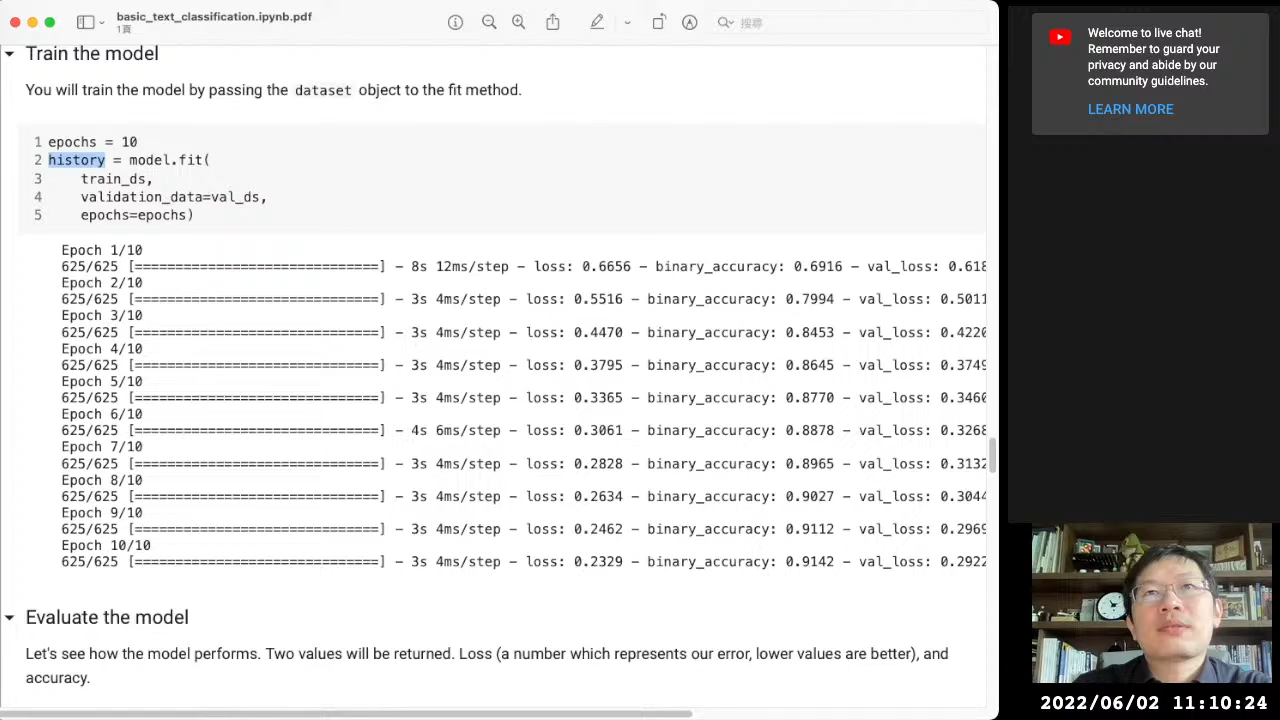 basic_text_classification.ipynb.pdf
1頁
搜尋
Train the model
You will train the model by passing the dataset object to the fit method.
1 epochs = 10
2 history = model.fit(
3 train_ds,
4 validation_data=val_ds,
5 epochs=epochs)
Epoch 1/10
625/625 [==============================] - 8s 12ms/step - loss: 0.6656 - binary_accuracy: 0.6916 - val_loss: 0.618
Epoch 2/10
625/625 [==============================] - 3s 4ms/step - loss: 0.5516 - binary_accuracy: 0.7994 - val_loss: 0.5011
Epoch 3/10
625/625 [==============================] - 3s 4ms/step - loss: 0.4470 - binary_accuracy: 0.8453 - val_loss: 0.4220
Epoch 4/10
625/625 [==============================] - 3s 4ms/step - loss: 0.3795 - binary_accuracy: 0.8645 - val_loss: 0.3749
Epoch 5/10
625/625 [==============================] - 3s 4ms/step - loss: 0.3365 - binary_accuracy: 0.8770 - val_loss: 0.3460
Epoch 6/10
625/625 [==============================] - 4s 6ms/step - loss: 0.3061 - binary_accuracy: 0.8878 - val_loss: 0.3268
Epoch 7/10
625/625 [==============================] - 3s 4ms/step - loss: 0.2828 - binary_accuracy: 0.8965 - val_loss: 0.3132
Epoch 8/10
625/625 [==============================] - 3s 4ms/step - loss: 0.2634 - binary_accuracy: 0.9027 - val_loss: 0.3044
Epoch 9/10
625/625 [==============================] - 3s 4ms/step - loss: 0.2462 - binary_accuracy: 0.9112 - val_loss: 0.2969
Epoch 10/10
625/625 [==============================] - 3s 4ms/step - loss: 0.2329 - binary_accuracy: 0.9142 - val_loss: 0.2922
Evaluate the model
Let's see how the model performs. Two values will be returned. Loss (a number which represents our error, lower values are better), and
accuracy.
Welcome to live chat!
Remember to guard your
privacy and abide by our
community guidelines.
LEARN MORE
2022/06/02 11:10:24